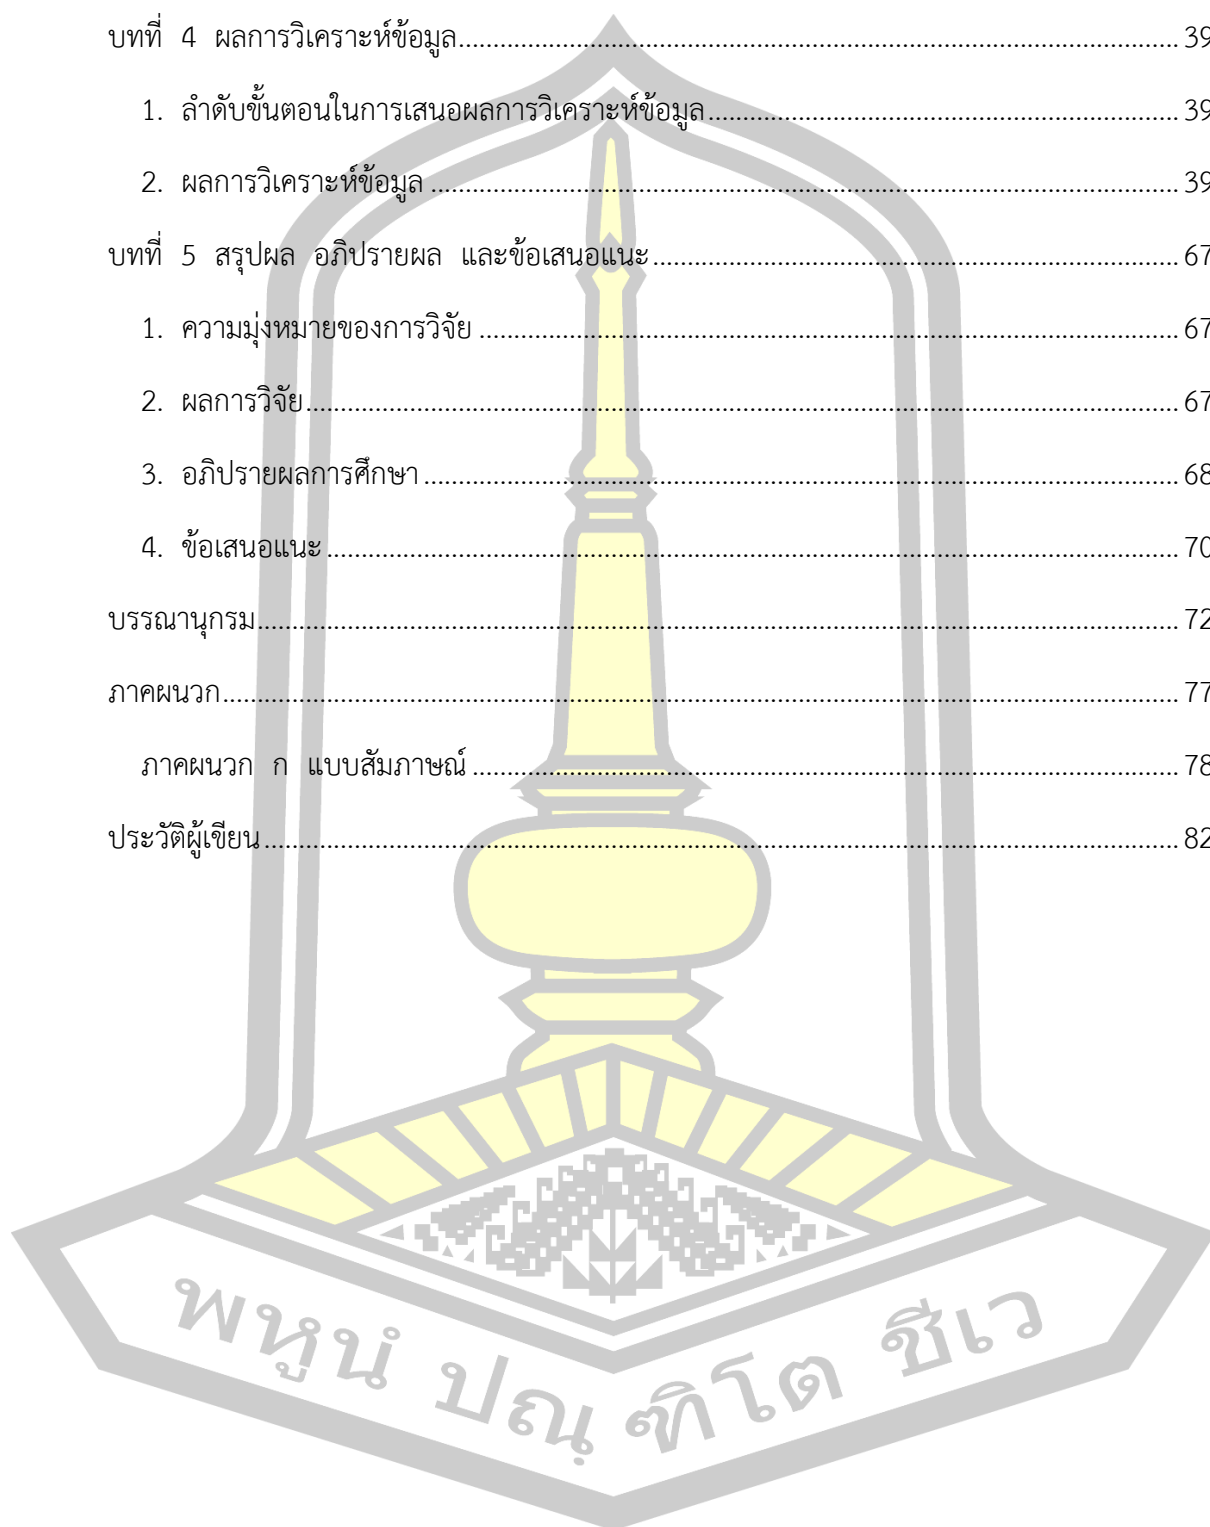 บทที่ 4 ผลการวิเคราะห์ข้อมูล 39
1. ลำดับขั้นตอนในการเสนอผลการวิเคราะห์ข้อมูล 39
2. ผลการวิเคราะห์ข้อมูล 39
บทที่ 5 สรุปผล อภิปรายผล และข้อเสนอแนะ 67
1. ความมุ่งหมายของการวิจัย 67
2. ผลการวิจัย 67
3. อภิปรายผลการศึกษา 68
4. ข้อเสนอแนะ 70
บรรณานุกรม 72
ภาคผนวก 77
ภาคผนวก ก แบบสัมภาษณ์ 78
ประวัติผู้เขียน 82
พหูนํ ปณฺฑิโต ชีเว